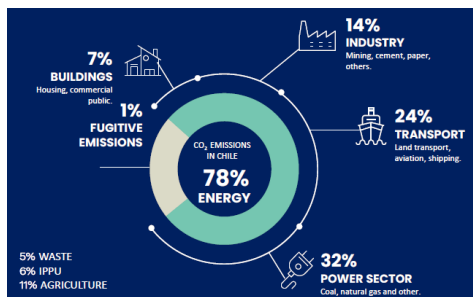 14%
INDUSTRY
Mining, cement, paper,
others.
7%
BUILDINGS
Housing, commercial
public.
1%
FUGITIVE
EMISSIONS
CO₂ EMISSIONS
IN CHILE
78%
ENERGY
24%
TRANSPORT
Land transport,
aviation, shipping.
32%
POWER SECTOR
Coal, natural gas and other.
5% WASTE
6% IPPU
11% AGRICULTURE